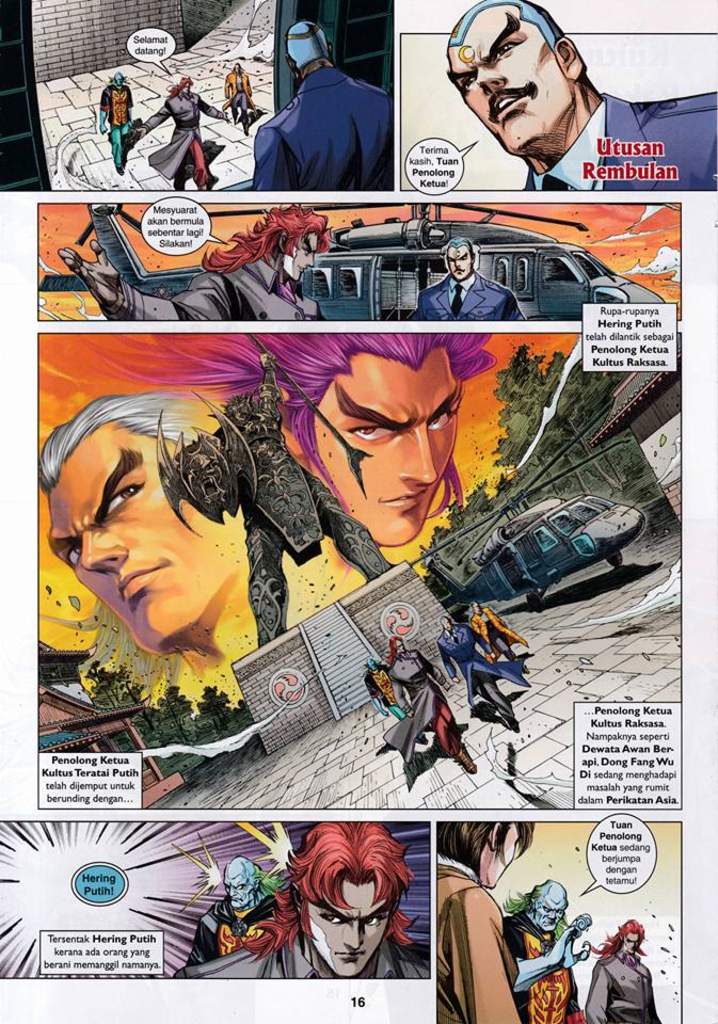 Selamat
datang!
Terima
kasih, Tuan
Penolong
Ketua!
Utusan
Rembulan
Mesyuarat
akan bermula
sebentar lagi!
Silakan!
Rupa-rupanya
Hering Putih
telah dilantik sebagai
Penolong Ketua
Kultus Raksasa.
Penolong Ketua
Kultus Teratai Putih
telah dijemput untuk
berunding dengan...
...Penolong Ketua
Kultus Raksasa.
Nampaknya seperti
Dewata Awan Ber-
api, Dong Fang Wu
Di sedang menghadapi
masalah yang rumit
dalam Perikatan Asia.
Hering
Putih!
Tersentak Hering Putih
kerana ada orang yang
berani memanggil namanya.
Tuan
Penolong
Ketua sedang
berjumpa
dengan
tetamu!
16